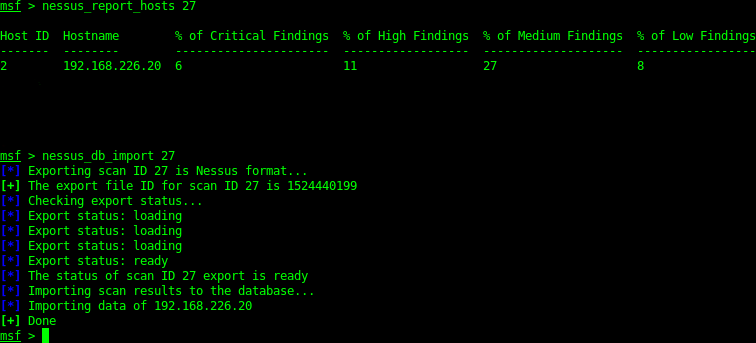 msf > nessus_report_hosts 27
Host ID  Hostname        % of Critical Findings  % of High Findings  % of Medium Findings  % of Low Findings
-------  --------        ----------------------  ------------------  --------------------  -----------------
2        192.168.226.20  6                       11                  27                    8
msf > nessus_db_import 27
[*] Exporting scan ID 27 is Nessus format...
[+] The export file ID for scan ID 27 is 1524440199
[*] Checking export status...
[*] Export status: loading
[*] Export status: loading
[*] Export status: loading
[*] Export status: ready
[*] The status of scan ID 27 export is ready
[*] Importing scan results to the database...
[*] Importing data of 192.168.226.20
[+] Done
msf >